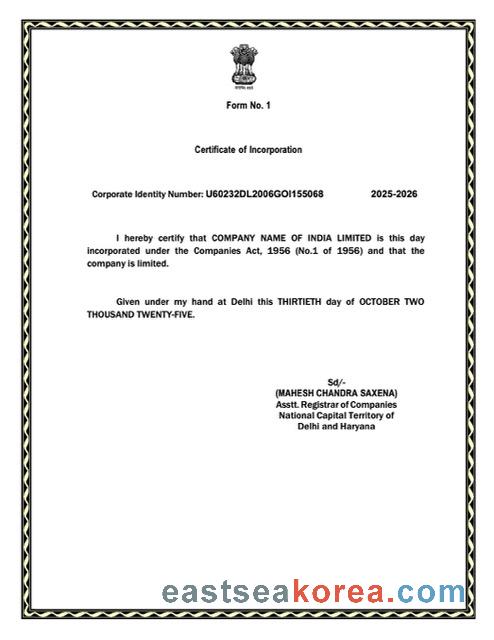 Form No. 1
Certificate of Incorporation
Corporate Identity Number: U60232DL2006GOI155068 2025-2026
I hereby certify that COMPANY NAME OF INDIA LIMITED is this day
incorporated under the Companies Act, 1956 (No.1 of 1956) and that the
company is limited.
Given under my hand at Delhi this THIRTIETH day of OCTOBER TWO
THOUSAND TWENTY-FIVE.
Sd/-
(MAHESH CHANDRA SAXENA)
Asstt. Registrar of Companies
National Capital Territory of
Delhi and Haryana
eastseakorea.com